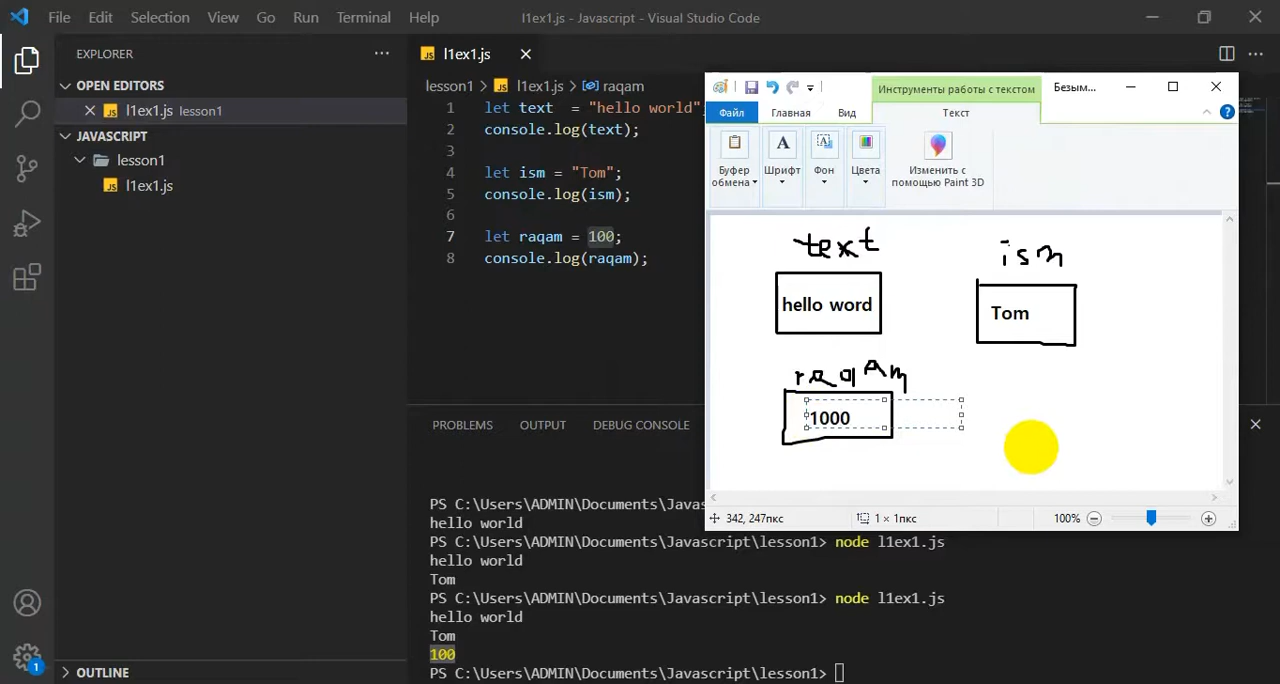 File Edit Selection View Go Run Terminal Help l1ex1.js - Javascript - Visual Studio Code
EXPLORER
OPEN EDITORS
l1ex1.js lesson1
JAVASCRIPT
lesson1
JS l1ex1.js
OUTLINE
1
JS l1ex1.js
lesson1 > JS l1ex1.js > raqam
1 let text = "hello world"
2 console.log(text);
3
4 let ism = "Tom";
5 console.log(ism);
6
7 let raqam = 100;
8 console.log(raqam);
Инструменты работы с текстом Безым...
Файл Главная Вид Текст
Буфер обмена
Шрифт
Фон
Цвета
Изменить с помощью Paint 3D
text
hello word
ism
Tom
raqam
1000
342, 247пкс 1 × 1пкс 100%
PROBLEMS OUTPUT DEBUG CONSOLE
PS C:\Users\ADMIN\Documents\Javas
hello world
PS C:\Users\ADMIN\Documents\Javascript\lesson1> node l1ex1.js
hello world
Tom
PS C:\Users\ADMIN\Documents\Javascript\lesson1> node l1ex1.js
hello world
Tom
100
PS C:\Users\ADMIN\Documents\Javascript\lesson1>